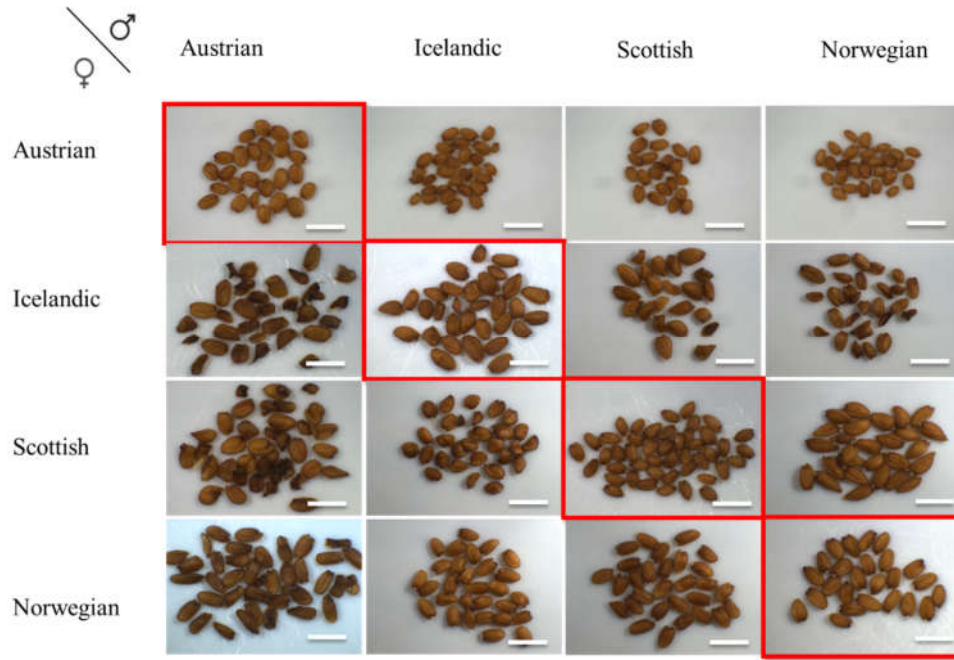 ♂
♀
Austrian Icelandic Scottish Norwegian
Austrian
Icelandic
Scottish
Norwegian